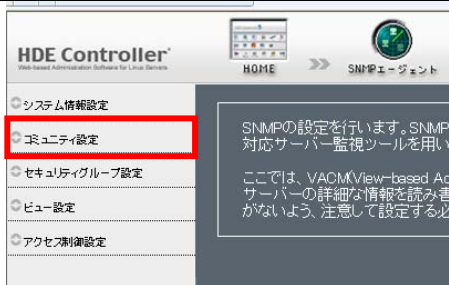 HDE Controller
Web-based Administration Software for Linux Servers
HOME
SNMPエージェント
システム情報設定
コミュニティ設定
セキュリティグループ設定
ビュー設定
アクセス制御設定
SNMPの設定を行います。SNMP
対応サーバー監視ツールを用い
ここでは、VACM(View-based Ac
サーバーの詳細な情報を読み書
がないよう、注意して設定する必